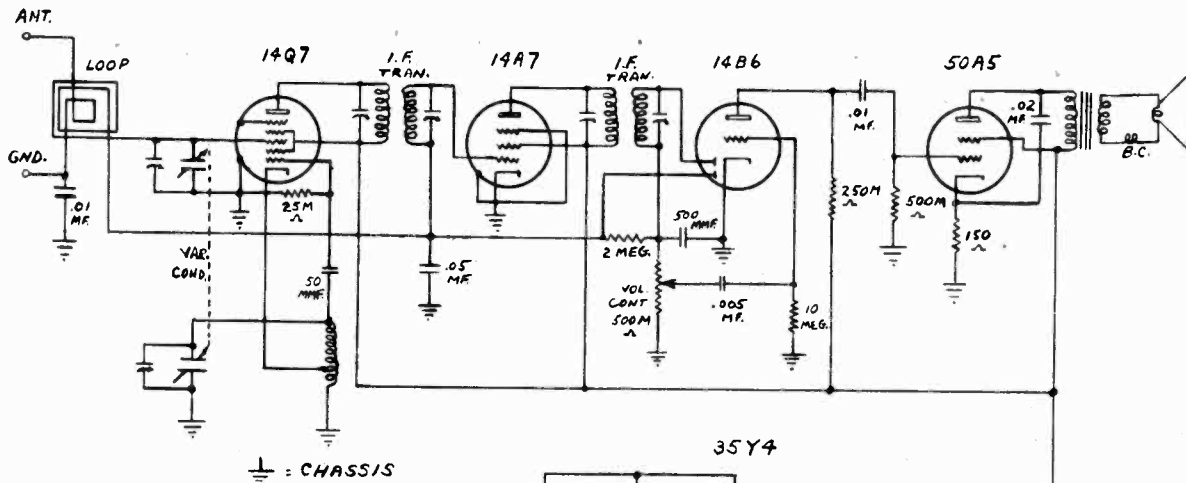 ANT.
LOOP
GND.
.01
MF.
14Q7
I.F.
TRAN.
14A7
I.F.
TRAN.
14B6
50A5
.01
MF.
.02
MF.
B.C.
25M
Ω
VAR.
COND.
50
MMF.
.05
MF.
2 MEG.
500
MMF.
VOL.
CONT
500M
Ω
.005
MF.
10
MEG.
250M
Ω
500M
Ω
150
Ω
= CHASSIS
35Y4